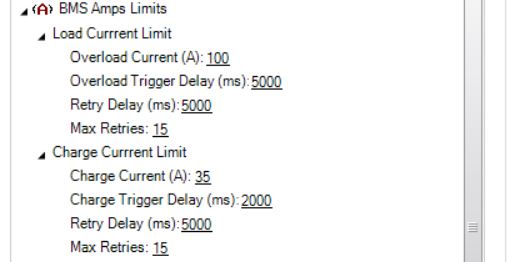 (A) BMS Amps Limits
Load Currrent Limit
Overload Current (A): 100
Overload Trigger Delay (ms): 5000
Retry Delay (ms): 5000
Max Retries: 15
Charge Currrent Limit
Charge Current (A): 35
Charge Trigger Delay (ms): 2000
Retry Delay (ms): 5000
Max Retries: 15